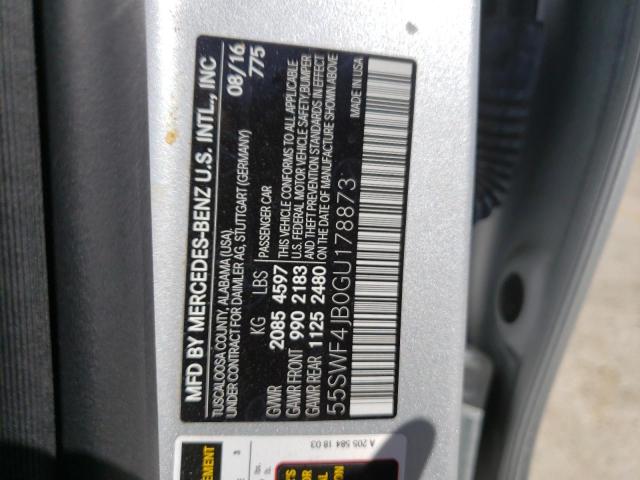 MFD BY MERCEDES-BENZ U.S. INTL., INC
TUSCALOOSA COUNTY, ALABAMA (USA),
UNDER CONTRACT FOR DAIMLER AG, STUTTGART (GERMANY)
08/16
775
KG LBS PASSENGER CAR
GVWR 2085 4597
GAWR FRONT 990 2183
GAWR REAR 1125 2480
THIS VEHICLE CONFORMS TO ALL APPLICABLE
U.S. FEDERAL MOTOR VEHICLE SAFETY, BUMPER
AND THEFT PREVENTION STANDARDS IN EFFECT
ON THE DATE OF MANUFACTURE SHOWN ABOVE
55SWF4JB0GU178873
MADE IN USA
A 205 584 18 03